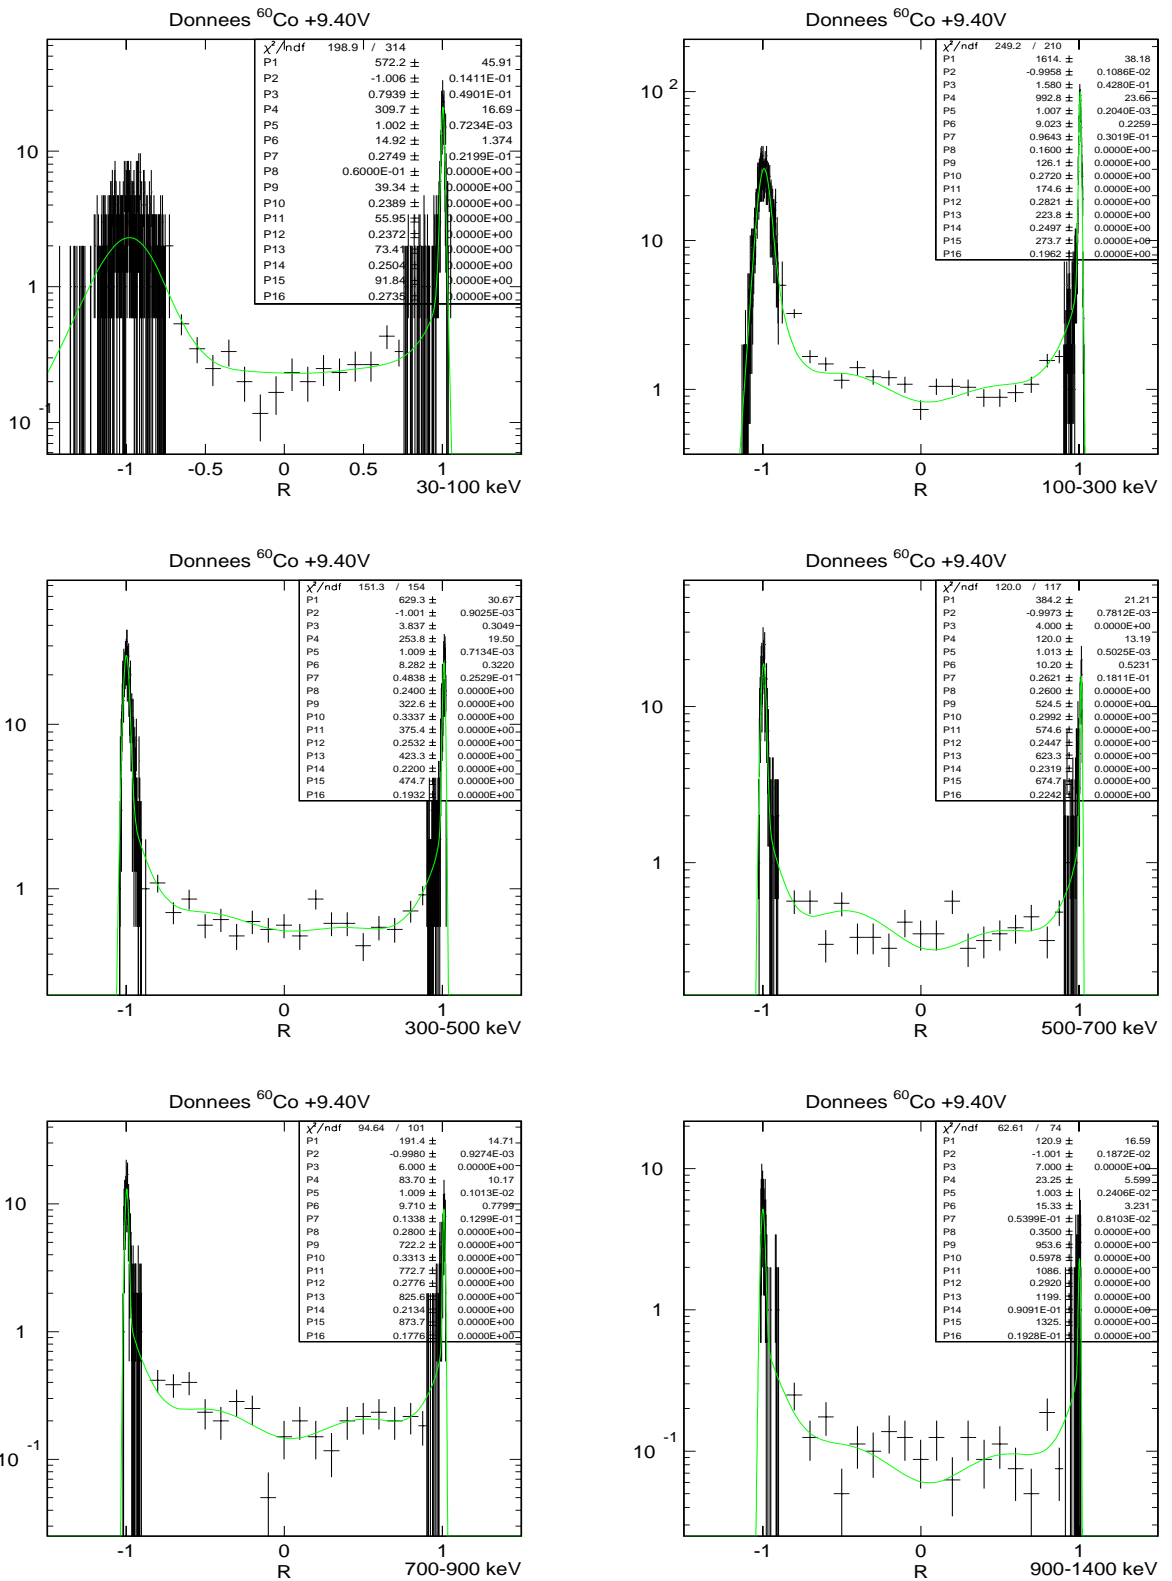 Donnees ⁶⁰Co +9.40V
χ²/ndf 198.9 / 314
P1 572.2 ± 45.91
P2 -1.006 ± 0.1411E-01
P3 0.7939 ± 0.4901E-01
P4 309.7 ± 16.69
P5 1.002 ± 0.7234E-03
P6 14.92 ± 1.374
P7 0.2749 ± 0.2199E-01
P8 0.6000E-01 ± 0.0000E+00
P9 39.34 ± 0.0000E+00
P10 0.2389 ± 0.0000E+00
P11 55.95 ± 0.0000E+00
P12 0.2372 ± 0.0000E+00
P13 73.41 ± 0.0000E+00
P14 0.2504 ± 0.0000E+00
P15 91.84 ± 0.0000E+00
P16 0.2735 ± 0.0000E+00
10
1
10⁻¹
-1 -0.5 0 0.5 1
R
30-100 keV
Donnees ⁶⁰Co +9.40V
χ²/ndf 249.2 / 210
P1 1614. ± 38.18
P2 -0.9958 ± 0.1086E-02
P3 1.580 ± 0.4280E-01
P4 992.8 ± 23.66
P5 1.007 ± 0.2040E-03
P6 9.023 ± 0.2259
P7 0.9643 ± 0.3019E-01
P8 0.1600 ± 0.0000E+00
P9 126.1 ± 0.0000E+00
P10 0.2720 ± 0.0000E+00
P11 174.6 ± 0.0000E+00
P12 0.2821 ± 0.0000E+00
P13 223.8 ± 0.0000E+00
P14 0.2497 ± 0.0000E+00
P15 273.7 ± 0.0000E+00
P16 0.1962 ± 0.0000E+00
10²
10
1
-1 0 1
R
100-300 keV
Donnees ⁶⁰Co +9.40V
χ²/ndf 151.3 / 154
P1 629.3 ± 30.67
P2 -1.001 ± 0.9025E-03
P3 3.837 ± 0.3049
P4 253.8 ± 19.50
P5 1.009 ± 0.7134E-03
P6 8.282 ± 0.3220
P7 0.4838 ± 0.2529E-01
P8 0.2400 ± 0.0000E+00
P9 322.6 ± 0.0000E+00
P10 0.3337 ± 0.0000E+00
P11 375.4 ± 0.0000E+00
P12 0.2532 ± 0.0000E+00
P13 423.3 ± 0.0000E+00
P14 0.2200 ± 0.0000E+00
P15 474.7 ± 0.0000E+00
P16 0.1932 ± 0.0000E+00
10
1
-1 0 1
R
300-500 keV
Donnees ⁶⁰Co +9.40V
χ²/ndf 120.0 / 117
P1 384.2 ± 21.21
P2 -0.9973 ± 0.7812E-03
P3 4.000 ± 0.0000E+00
P4 120.0 ± 13.19
P5 1.013 ± 0.5025E-03
P6 10.20 ± 0.5231
P7 0.2621 ± 0.1811E-01
P8 0.2600 ± 0.0000E+00
P9 524.5 ± 0.0000E+00
P10 0.2992 ± 0.0000E+00
P11 574.6 ± 0.0000E+00
P12 0.2447 ± 0.0000E+00
P13 623.3 ± 0.0000E+00
P14 0.2319 ± 0.0000E+00
P15 674.7 ± 0.0000E+00
P16 0.2242 ± 0.0000E+00
10
1
-1 0 1
R
500-700 keV
Donnees ⁶⁰Co +9.40V
χ²/ndf 94.64 / 101
P1 191.4 ± 14.71
P2 -0.9980 ± 0.9274E-03
P3 6.000 ± 0.0000E+00
P4 83.70 ± 10.17
P5 1.009 ± 0.1013E-02
P6 9.710 ± 0.7799
P7 0.1338 ± 0.1299E-01
P8 0.2800 ± 0.0000E+00
P9 722.2 ± 0.0000E+00
P10 0.3313 ± 0.0000E+00
P11 772.7 ± 0.0000E+00
P12 0.2776 ± 0.0000E+00
P13 825.6 ± 0.0000E+00
P14 0.2134 ± 0.0000E+00
P15 873.7 ± 0.0000E+00
P16 0.1776 ± 0.0000E+00
10
1
10⁻¹
-1 0 1
R
700-900 keV
Donnees ⁶⁰Co +9.40V
χ²/ndf 62.61 / 74
P1 120.9 ± 16.59
P2 -1.001 ± 0.1872E-02
P3 7.000 ± 0.0000E+00
P4 23.25 ± 5.599
P5 1.003 ± 0.2406E-02
P6 15.33 ± 3.231
P7 0.5399E-01 ± 0.8103E-02
P8 0.3500 ± 0.0000E+00
P9 953.6 ± 0.0000E+00
P10 0.5978 ± 0.0000E+00
P11 1086. ± 0.0000E+00
P12 0.2920 ± 0.0000E+00
P13 1199. ± 0.0000E+00
P14 0.9091E-01 ± 0.0000E+00
P15 1325. ± 0.0000E+00
P16 0.1928E-01 ± 0.0000E+00
10
1
10⁻¹
-1 0 1
R
900-1400 keV